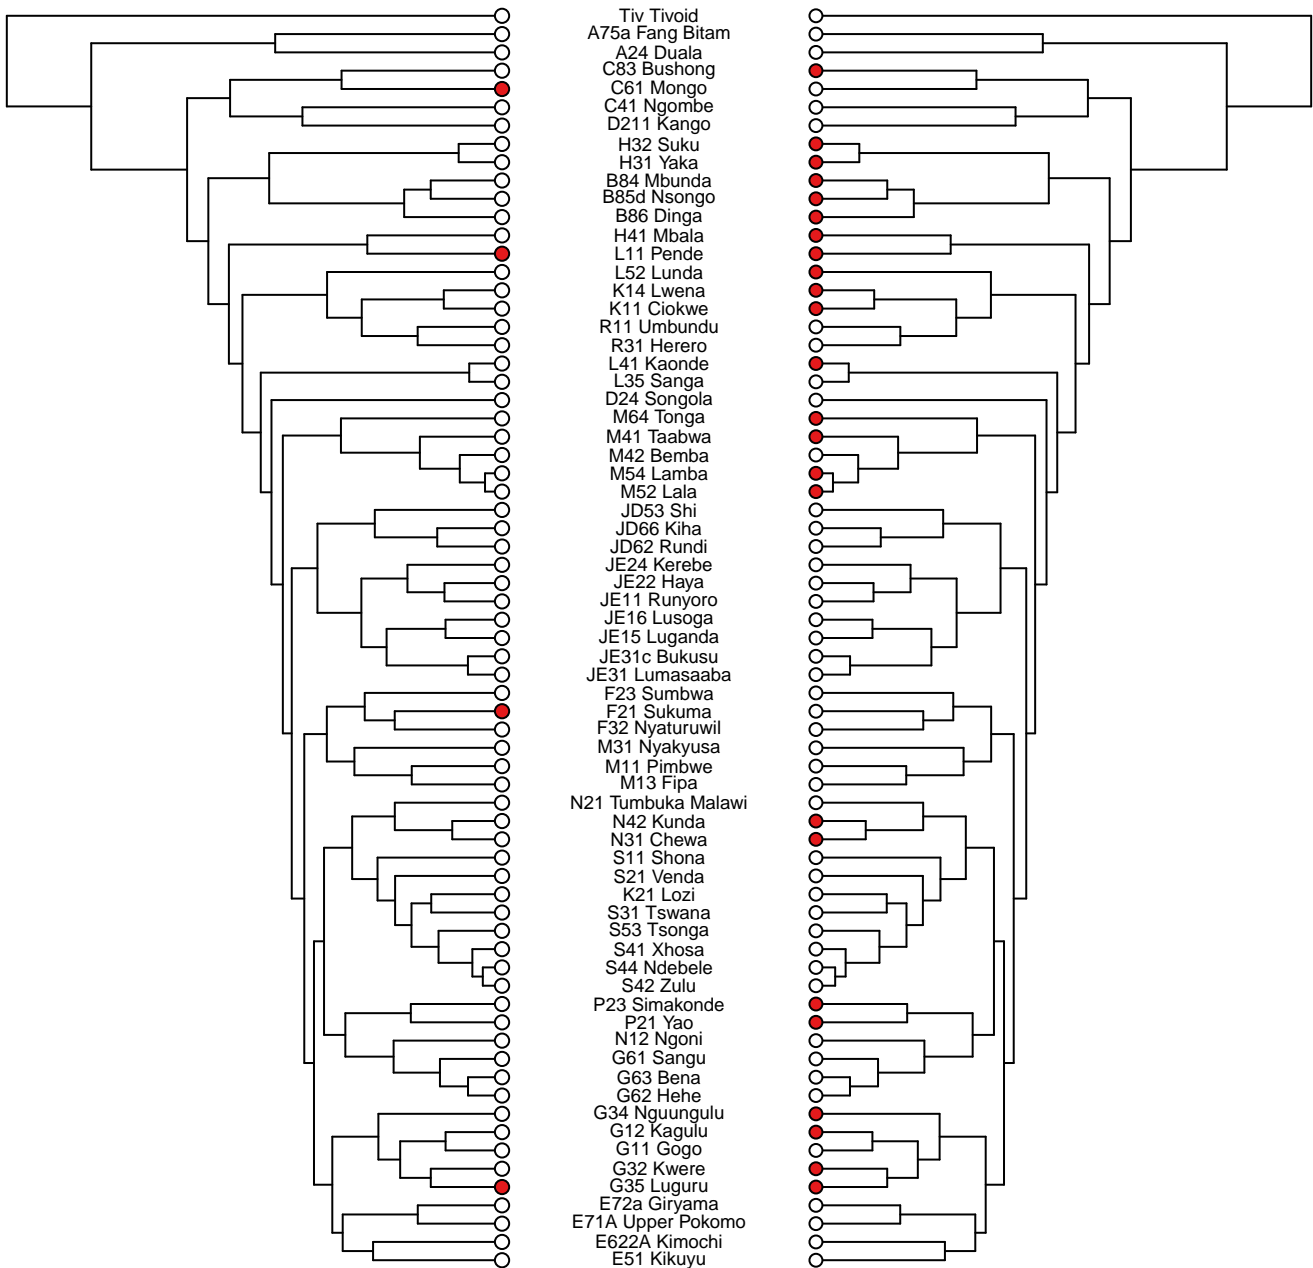 Tiv Tivoid
A75a Fang Bitam
A24 Duala
C83 Bushong
C61 Mongo
C41 Ngombe
D211 Kango
H32 Suku
H31 Yaka
B84 Mbunda
B85d Nsongo
B86 Dinga
H41 Mbala
L11 Pende
L52 Lunda
K14 Lwena
K11 Ciokwe
R11 Umbundu
R31 Herero
L41 Kaonde
L35 Sanga
D24 Songola
M64 Tonga
M41 Taabwa
M42 Bemba
M54 Lamba
M52 Lala
JD53 Shi
JD66 Kiha
JD62 Rundi
JE24 Kerebe
JE22 Haya
JE11 Runyoro
JE16 Lusoga
JE15 Luganda
JE31c Bukusu
JE31 Lumasaaba
F23 Sumbwa
F21 Sukuma
F32 Nyaturuwil
M31 Nyakyusa
M11 Pimbwe
M13 Fipa
N21 Tumbuka Malawi
N42 Kunda
N31 Chewa
S11 Shona
S21 Venda
K21 Lozi
S31 Tswana
S53 Tsonga
S41 Xhosa
S44 Ndebele
S42 Zulu
P23 Simakonde
P21 Yao
N12 Ngoni
G61 Sangu
G63 Bena
G62 Hehe
G34 Nguungulu
G12 Kagulu
G11 Gogo
G32 Kwere
G35 Luguru
E72a Giryama
E71A Upper Pokomo
E622A Kimochi
E51 Kikuyu